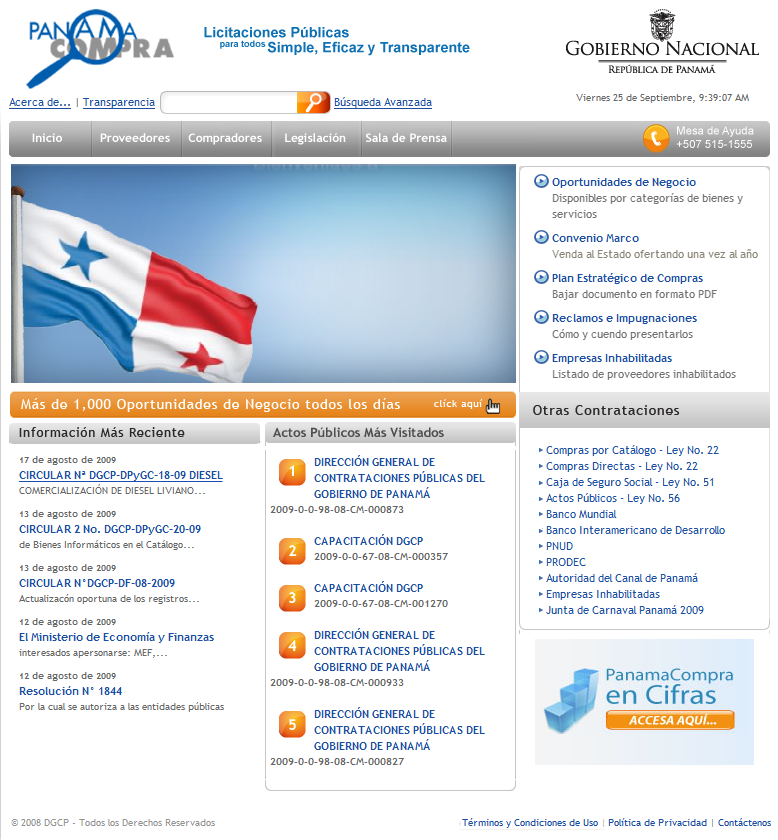 PANAMA
COMPRA
Licitaciones Públicas
para todos Simple, Eficaz y Transparente
GOBIERNO NACIONAL
REPÚBLICA DE PANAMÁ
Acerca de... | Transparencia
Búsqueda Avanzada
Viernes 25 de Septiembre, 9:39:07 AM
Inicio
Proveedores
Compradores
Legislación
Sala de Prensa
Mesa de Ayuda
+507 515-1555
Oportunidades de Negocio
Disponibles por categorías de bienes y
servicios
Convenio Marco
Venda al Estado ofertando una vez al año
Plan Estratégico de Compras
Bajar documento en formato PDF
Reclamos e Impugnaciones
Cómo y cuendo presentarlos
Empresas Inhabilitadas
Listado de proveedores inhabilitados
Más de 1,000 Oportunidades de Negocio todos los días
click aquí
Información Más Reciente
17 de agosto de 2009
CIRCULAR Nª DGCP-DPyGC-18-09 DIESEL
COMERCIALIZACIÓN DE DIESEL LIVIANO...
13 de agosto de 2009
CIRCULAR 2 No. DGCP-DPyGC-20-09
de Bienes Informáticos en el Catálogo...
13 de agosto de 2009
CIRCULAR N°DGCP-DF-08-2009
Actualizacón oportuna de los registros...
12 de agosto de 2009
El Ministerio de Economía y Finanzas
interesados apersonarse: MEF,...
12 de agosto de 2009
Resolución N° 1844
Por la cual se autoriza a las entidades públicas
Actos Públicos Más Visitados
1
DIRECCIÓN GENERAL DE
CONTRATACIONES PÚBLICAS DEL
GOBIERNO DE PANAMÁ
2009-0-0-98-08-CM-000873
2
CAPACITACIÓN DGCP
2009-0-0-67-08-CM-000357
3
CAPACITACIÓN DGCP
2009-0-0-67-08-CM-001270
4
DIRECCIÓN GENERAL DE
CONTRATACIONES PÚBLICAS DEL
GOBIERNO DE PANAMÁ
2009-0-0-98-08-CM-000933
5
DIRECCIÓN GENERAL DE
CONTRATACIONES PÚBLICAS DEL
GOBIERNO DE PANAMÁ
2009-0-0-98-08-CM-000827
Otras Contrataciones
Compras por Catálogo - Ley No. 22
Compras Directas - Ley No. 22
Caja de Seguro Social - Ley No. 51
Actos Públicos - Ley No. 56
Banco Mundial
Banco Interamericano de Desarrollo
PNUD
PRODEC
Autoridad del Canal de Panamá
Empresas Inhabilitadas
Junta de Carnaval Panamá 2009
PanamaCompra
en Cifras
ACCESA AQUÍ...
© 2008 DGCP - Todos los Derechos Reservados
Términos y Condiciones de Uso | Política de Privacidad | Contáctenos